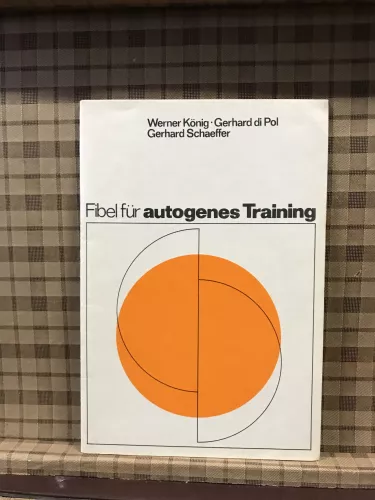 Werner König · Gerhard di Pol
Gerhard Schaeffer
Fibel für autogenes Training